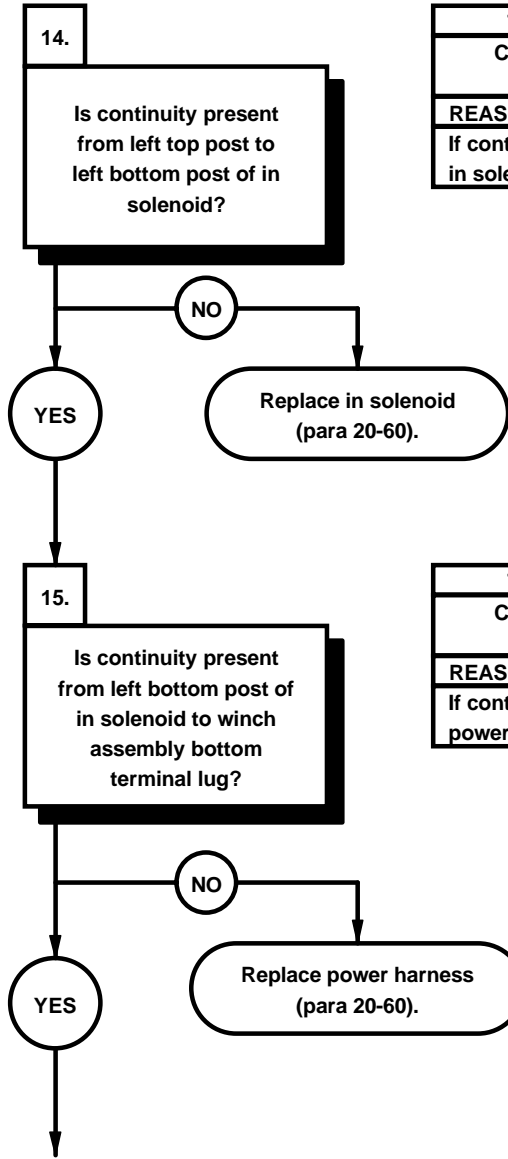 14.
Is continuity present
from left top post to
left bottom post of in
solenoid?
NO
YES
Replace in solenoid
(para 20-60).
C
REAS
If cont
in sole
15.
Is continuity present
from left bottom post of
in solenoid to winch
assembly bottom
terminal lug?
NO
YES
Replace power harness
(para 20-60).
C
REAS
If cont
power